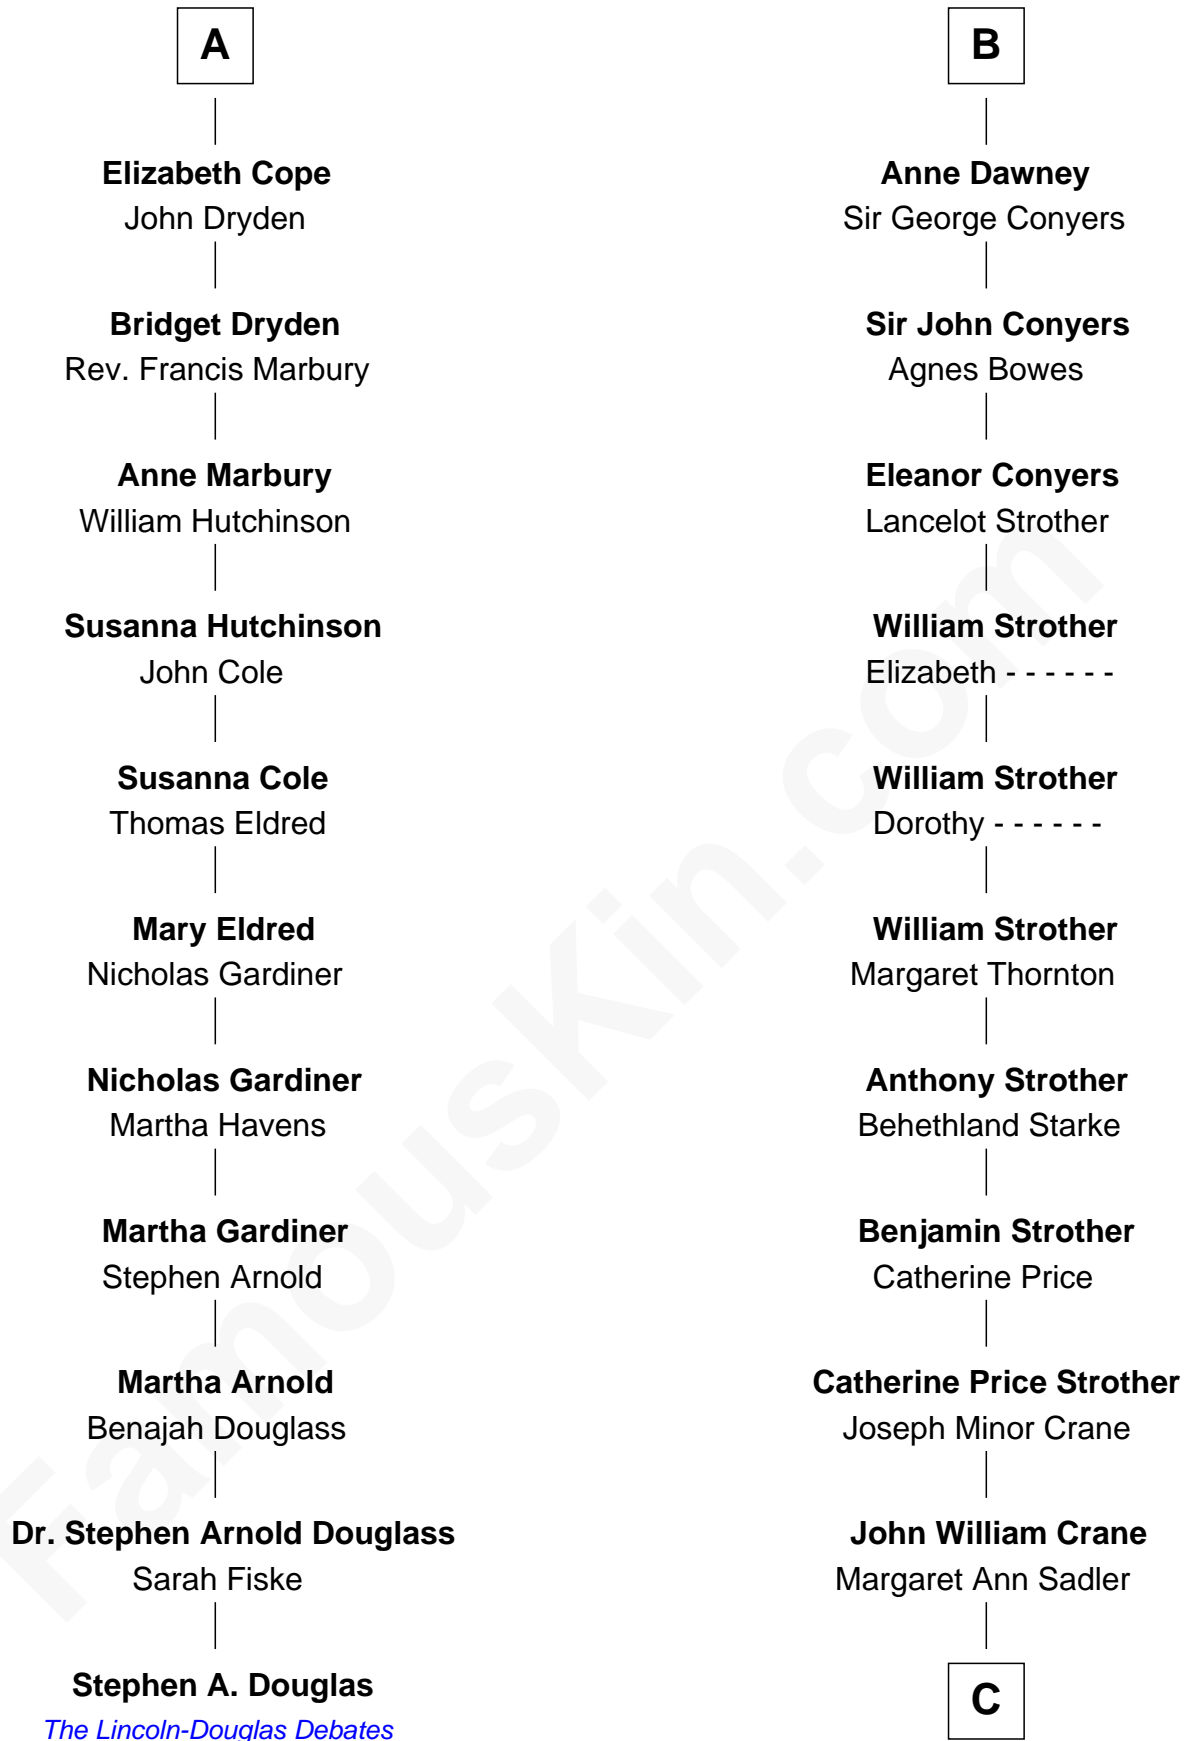 A
Elizabeth Cope
John Dryden
Bridget Dryden
Rev. Francis Marbury
Anne Marbury
William Hutchinson
Susanna Hutchinson
John Cole
Susanna Cole
Thomas Eldred
Mary Eldred
Nicholas Gardiner
Nicholas Gardiner
Martha Havens
Martha Gardiner
Stephen Arnold
Martha Arnold
Benajah Douglass
Dr. Stephen Arnold Douglass
Sarah Fiske
Stephen A. Douglas
The Lincoln-Douglas Debates
B
Anne Dawney
Sir George Conyers
Sir John Conyers
Agnes Bowes
Eleanor Conyers
Lancelot Strother
William Strother
Elizabeth - - - - - -
William Strother
Dorothy - - - - - -
William Strother
Margaret Thornton
Anthony Strother
Behethland Starke
Benjamin Strother
Catherine Price
Catherine Price Strother
Joseph Minor Crane
John William Crane
Margaret Ann Sadler
C
FamousKin.com